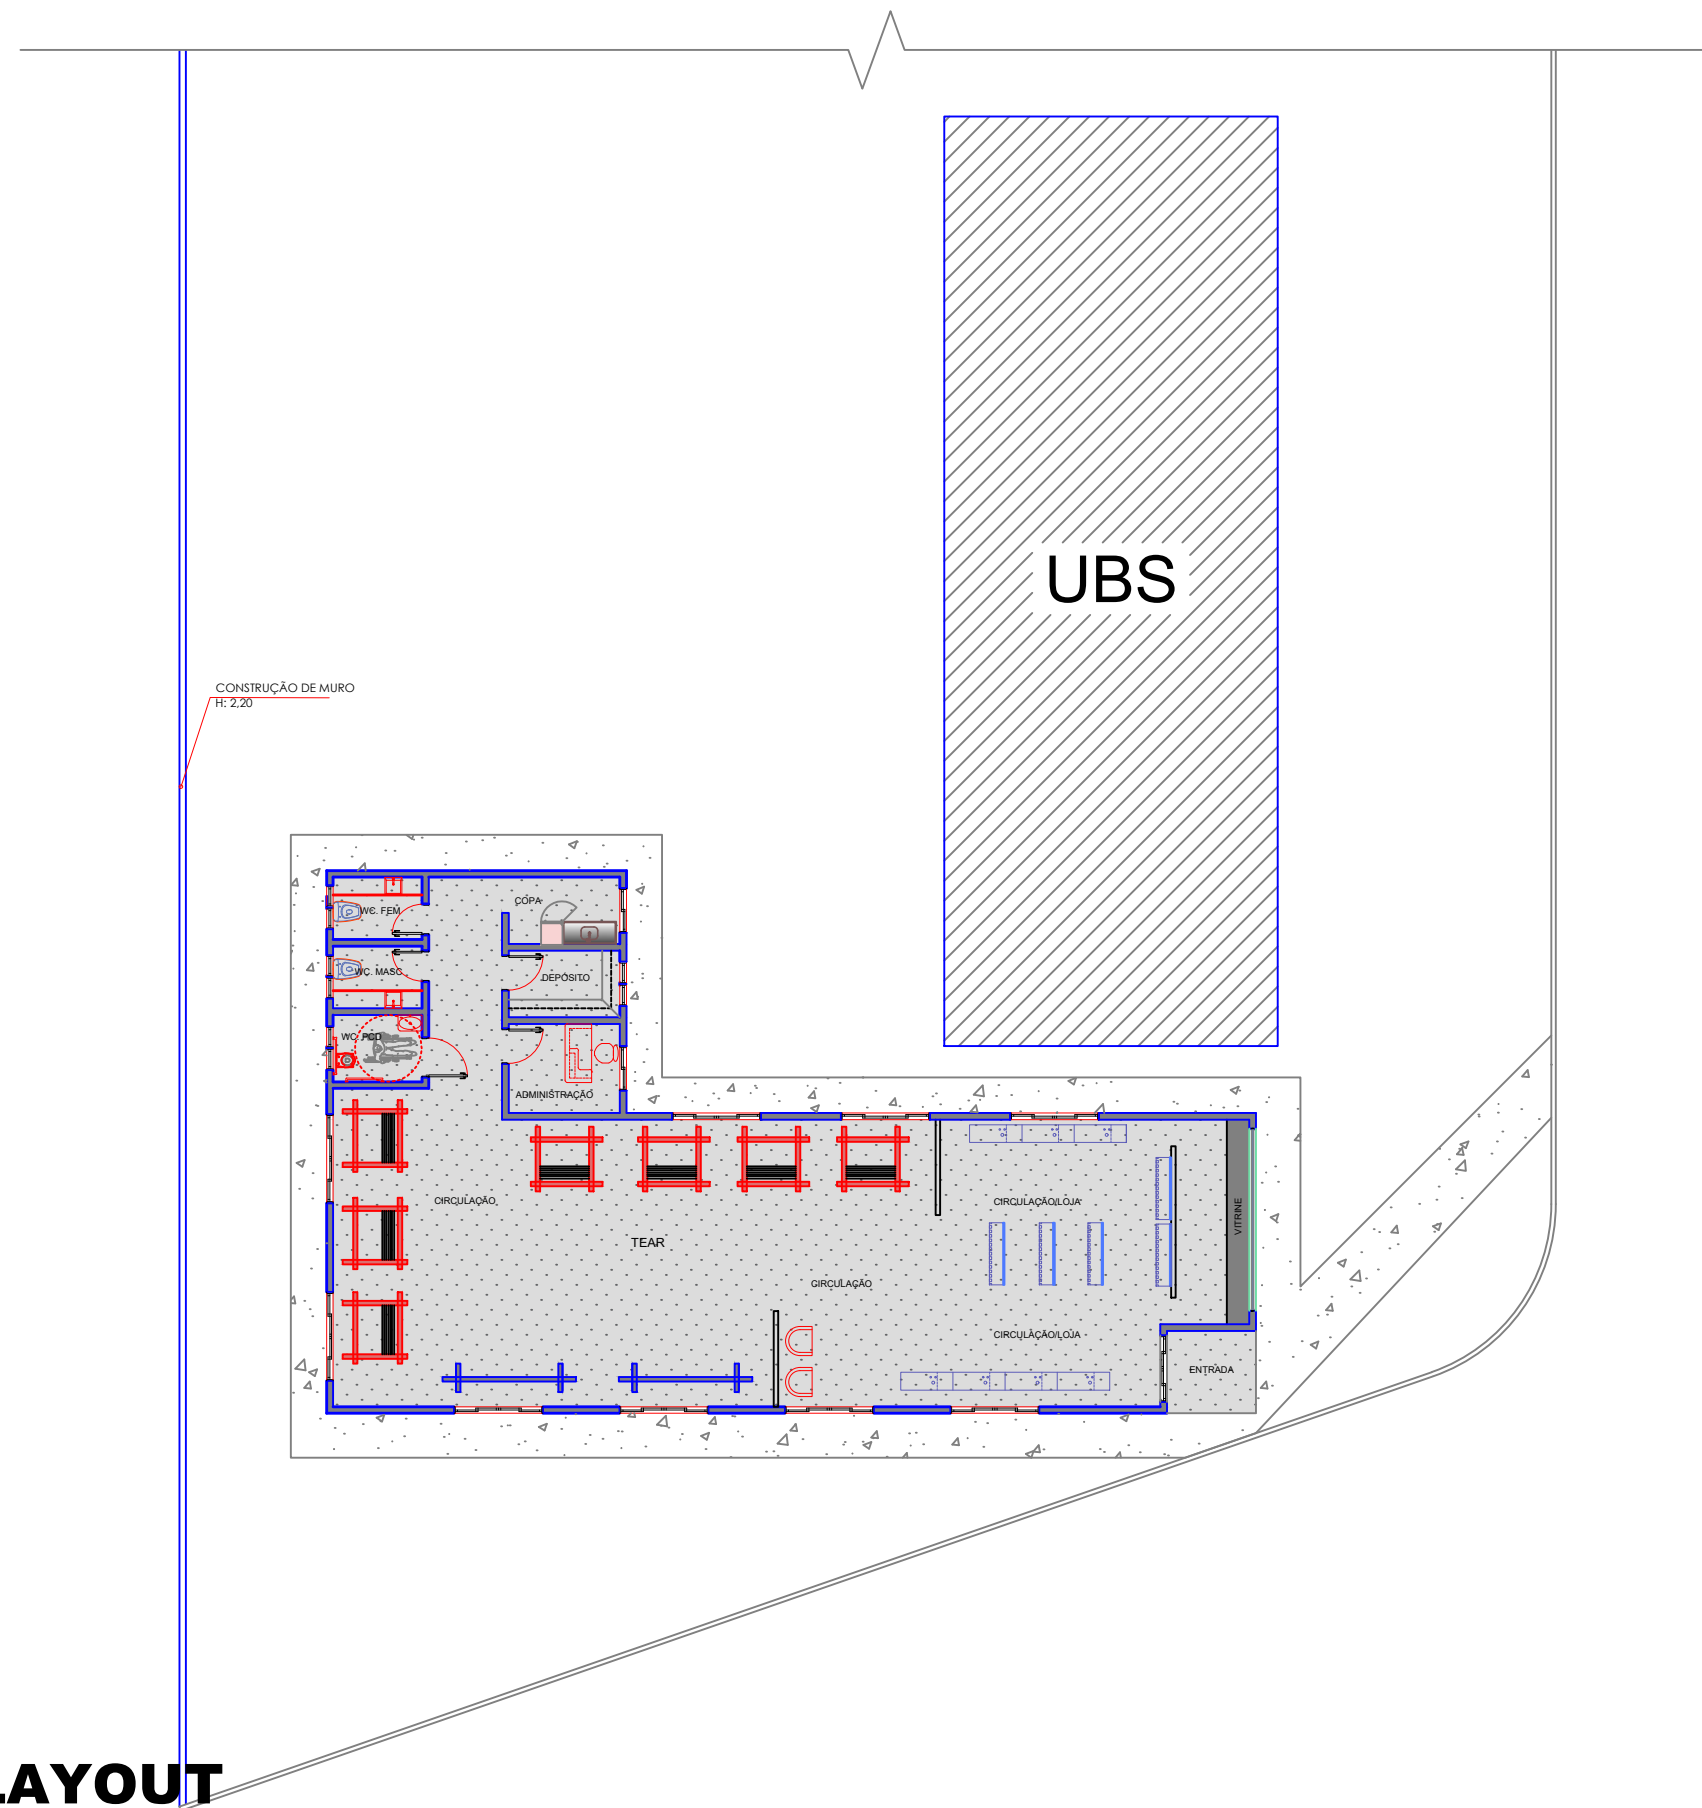 UBS
CONSTRUÇÃO DE MURO
H: 2,20
COPA
WC. FEM
WC. MASC
DEPÓSITO
WC. PCD
ADMINISTRAÇÃO
CIRCULAÇÃO
CIRCULAÇÃO/LOJA
VITRINE
TEAR
CIRCULAÇÃO
CIRCULAÇÃO/LOJA
ENTRADA
LAYOUT